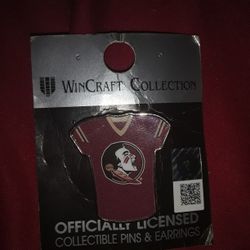 WINCRAFT COLLECTION
OFFICIALLY LICENSED
COLLECTIBLE PINS & EARRINGS